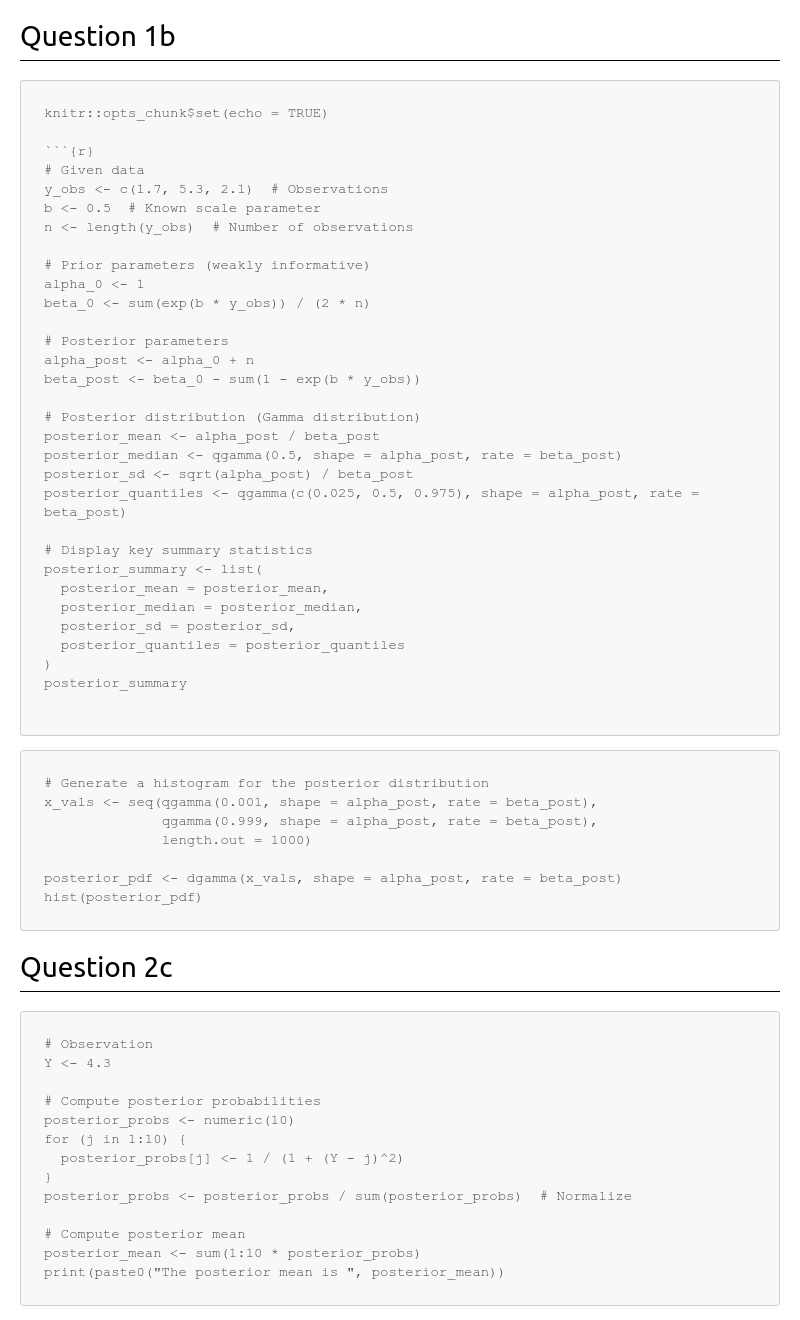 Question 1b
knitr::opts_chunk$set(echo = TRUE)
```{r}
# Given data
y_obs <- c(1.7, 5.3, 2.1)  # Observations
b <- 0.5  # Known scale parameter
n <- length(y_obs)  # Number of observations
# Prior parameters (weakly informative)
alpha_0 <- 1
beta_0 <- sum(exp(b * y_obs)) / (2 * n)
# Posterior parameters
alpha_post <- alpha_0 + n
beta_post <- beta_0 - sum(1 - exp(b * y_obs))
# Posterior distribution (Gamma distribution)
posterior_mean <- alpha_post / beta_post
posterior_median <- qgamma(0.5, shape = alpha_post, rate = beta_post)
posterior_sd <- sqrt(alpha_post) / beta_post
posterior_quantiles <- qgamma(c(0.025, 0.5, 0.975), shape = alpha_post, rate =
beta_post)
# Display key summary statistics
posterior_summary <- list(
  posterior_mean = posterior_mean,
  posterior_median = posterior_median,
  posterior_sd = posterior_sd,
  posterior_quantiles = posterior_quantiles
)
posterior_summary
# Generate a histogram for the posterior distribution
x_vals <- seq(qgamma(0.001, shape = alpha_post, rate = beta_post),
              qgamma(0.999, shape = alpha_post, rate = beta_post),
              length.out = 1000)
posterior_pdf <- dgamma(x_vals, shape = alpha_post, rate = beta_post)
hist(posterior_pdf)
Question 2c
# Observation
Y <- 4.3
# Compute posterior probabilities
posterior_probs <- numeric(10)
for (j in 1:10) {
  posterior_probs[j] <- 1 / (1 + (Y - j)^2)
}
posterior_probs <- posterior_probs / sum(posterior_probs)  # Normalize
# Compute posterior mean
posterior_mean <- sum(1:10 * posterior_probs)
print(paste0("The posterior mean is ", posterior_mean))